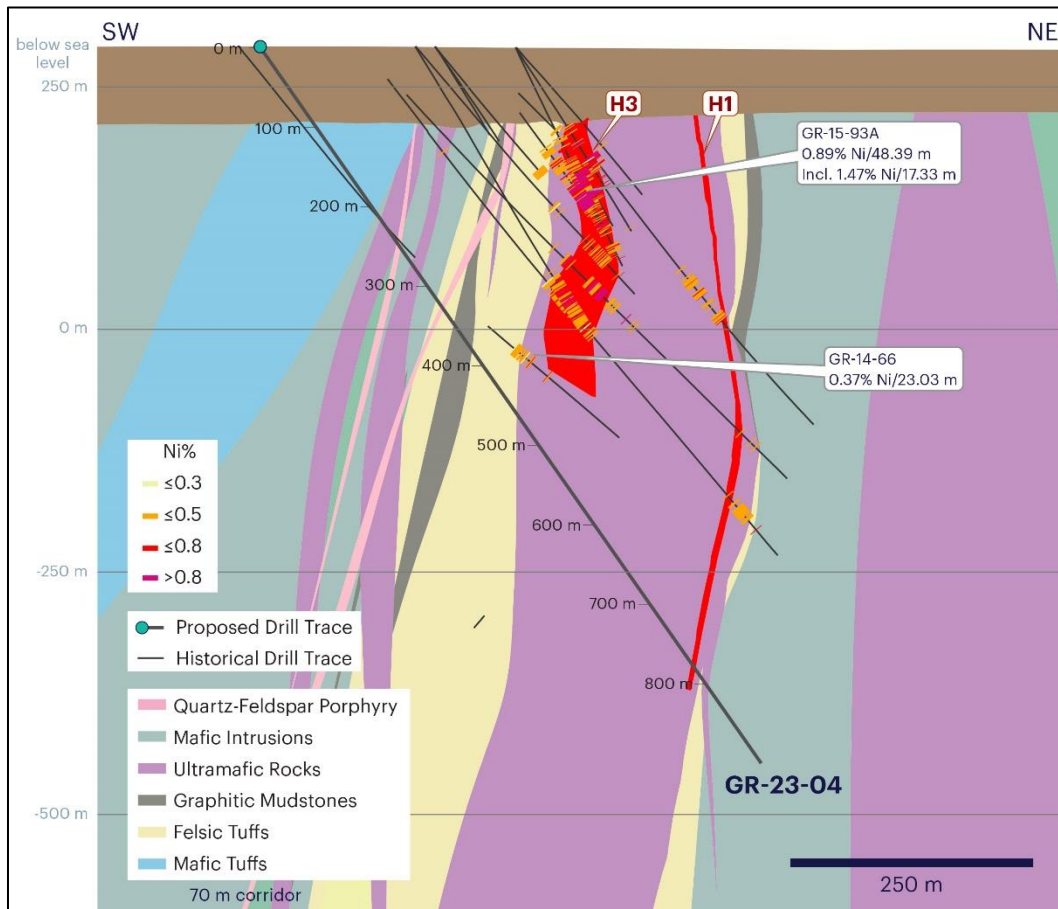 SW
NE
below sea
level
0 m
250 m
100 m
H3
H1
GR-15-93A
0.89% Ni/48.39 m
Incl. 1.47% Ni/17.33 m
200 m
300 m
0 m
400 m
GR-14-66
0.37% Ni/23.03 m
500 m
Ni%
≤0.3
≤0.5
≤0.8
>0.8
600 m
-250 m
700 m
Proposed Drill Trace
Historical Drill Trace
800 m
Quartz-Feldspar Porphyry
Mafic Intrusions
Ultramafic Rocks
Graphitic Mudstones
Felsic Tuffs
Mafic Tuffs
GR-23-04
-500 m
70 m corridor
250 m